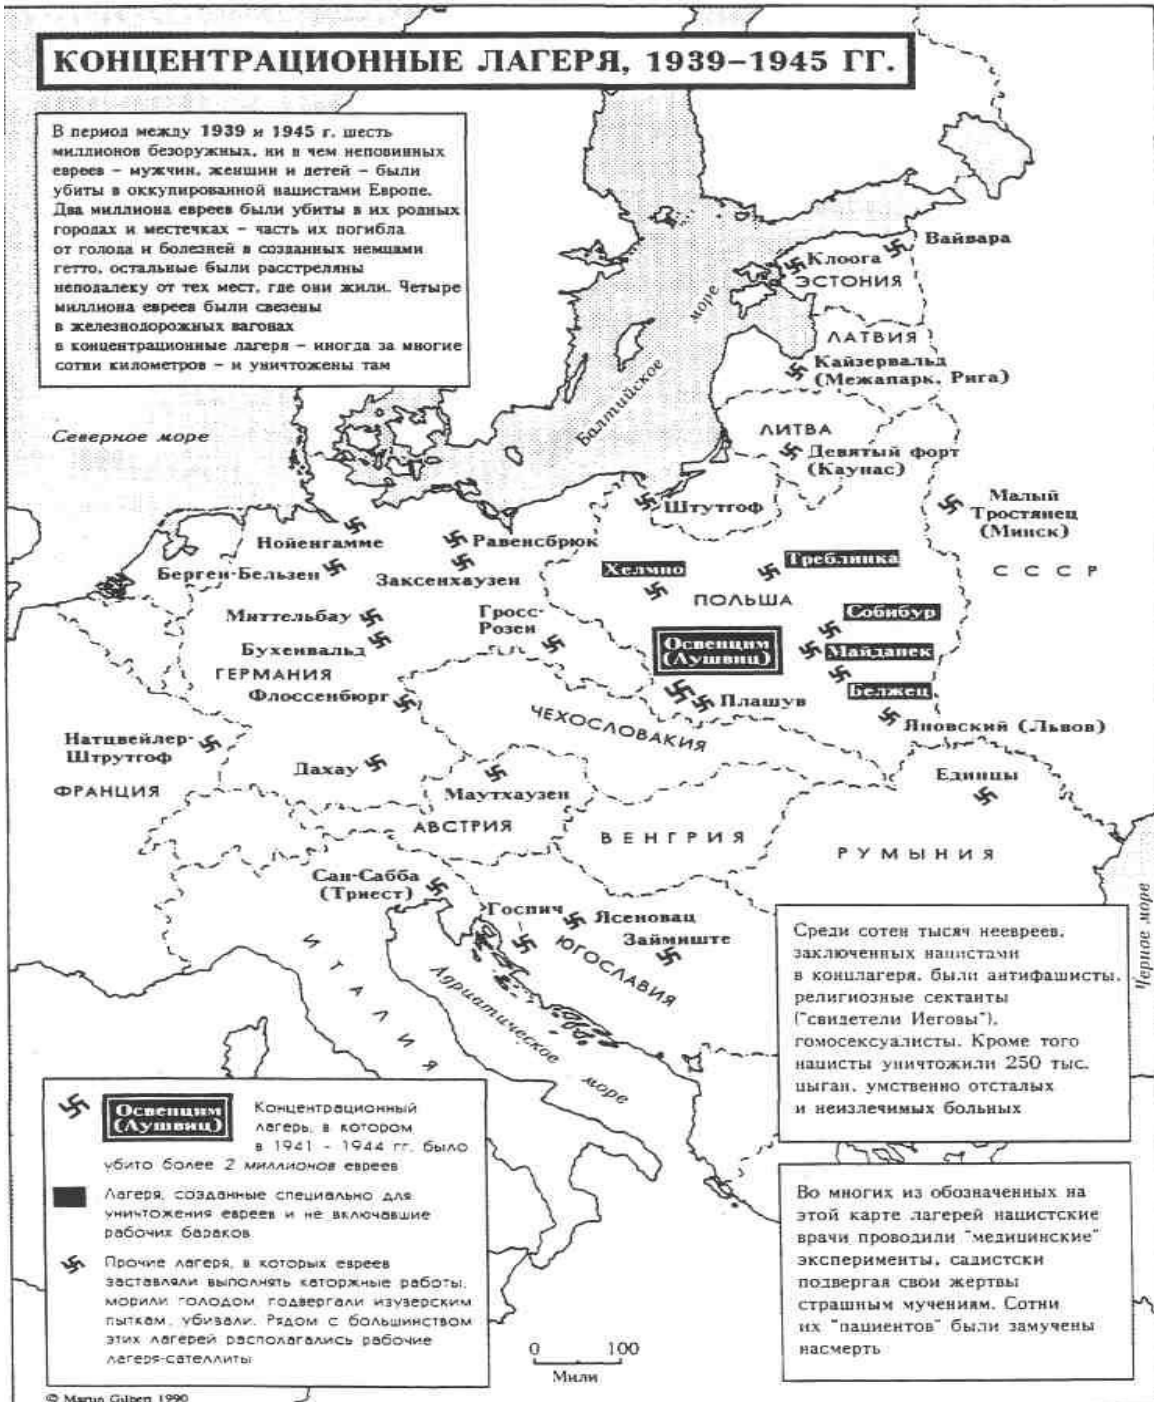 КОНЦЕНТРАЦИОННЫЕ ЛАГЕРЯ, 1939–1945 ГГ.
В период между 1939 и 1945 г. шесть
миллионов безоружных, ни в чем неповинных
евреев – мужчин, женщин и детей – были
убиты в оккупированной нацистами Европе.
Два миллиона евреев были убиты в их родных
городах и местечках – часть их погибла
от голода и болезней в созданных немцами
гетто, остальные были расстреляны
неподалеку от тех мест, где они жили. Четыре
миллиона евреев были свезены
в железнодорожных вагонах
в концентрационные лагеря – иногда за многие
сотни километров – и уничтожены там
Вайвара
Клоога
ЭСТОНИЯ
Балтийское море
ЛАТВИЯ
Кайзервальд
(Межапарк, Рига)
Северное море
ЛИТВА
Девятый форт
(Каунас)
Штутгоф
Малый
Тростянец
(Минск)
СССР
Нойенгамме
Равенсбрюк
Берген-Бельзен
Заксенхаузен
Хелмно
Треблинка
ПОЛЬША
Миттельбау
Гросс-
Розен
Собибур
Бухенвальд
Освенцим
(Аушвиц)
Майданек
ГЕРМАНИЯ
Флоссенбюрг
Белжец
Плашув
ЧЕХОСЛОВАКИЯ
Яновский (Львов)
Натцвейлер-
Штрутгоф
Дахау
Единцы
ФРАНЦИЯ
Маутхаузен
АВСТРИЯ
ВЕНГРИЯ
РУМЫНИЯ
Сан-Сабба
(Триест)
Госпич
Ясеновац
Займиште
ЮГОСЛАВИЯ
ИТАЛИЯ
Адриатическое море
Черное море
Среди сотен тысяч неевреев,
заключенных нацистами
в концлагеря, были антифашисты,
религиозные сектанты
("свидетели Иеговы"),
гомосексуалисты. Кроме того
нацисты уничтожили 250 тыс.
цыган, умственно отсталых
и неизлечимых больных
Освенцим
(Аушвиц)
Концентрационный
лагерь, в котором
в 1941 - 1944 гг. было
убито более 2 миллионов евреев
Лагеря, созданные специально для
уничтожения евреев и не включавшие
рабочих бараков
Прочие лагеря, в которых евреев
заставляли выполнять каторжные работы,
морили голодом, подвергали изуверским
пыткам, убивали. Рядом с большинством
этих лагерей располагались рабочие
лагеря-сателлиты
Во многих из обозначенных на
этой карте лагерей нацистские
врачи проводили "медицинские"
эксперименты, садистски
подвергая свои жертвы
страшным мучениям. Сотни
их "пациентов" были замучены
насмерть
0 100
Мили
© Martin Gilbert 1990